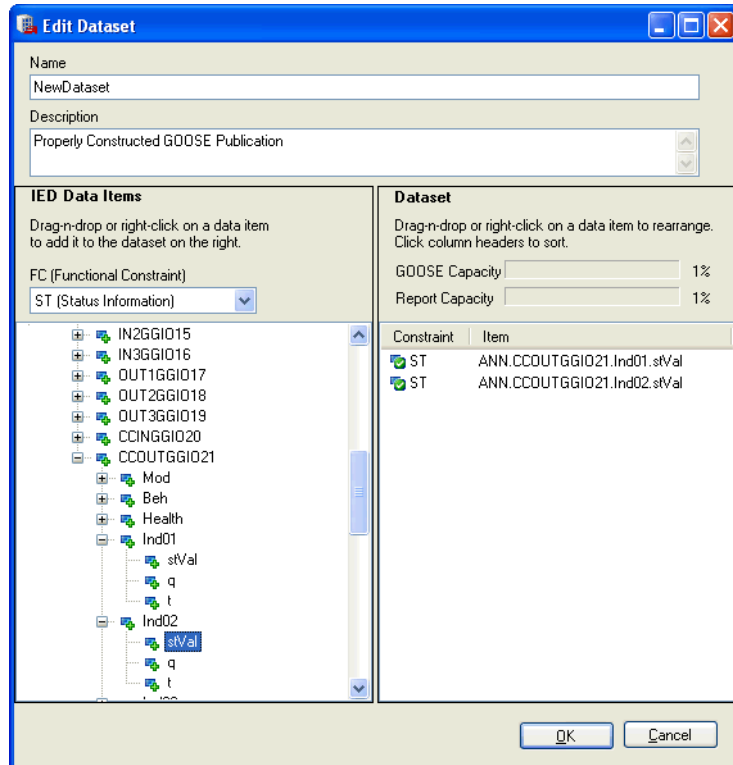 Edit Dataset
Name
NewDataset
Description
Properly Constructed GOOSE Publication
IED Data Items
Drag-n-drop or right-click on a data item
to add it to the dataset on the right.
FC (Functional Constraint)
ST (Status Information)
IN2GGIO15
IN3GGIO16
OUT1GGIO17
OUT2GGIO18
OUT3GGIO19
CCINGGIO20
CCOUTGGIO21
Mod
Beh
Health
Ind01
stVal
q
t
Ind02
stVal
q
t
Dataset
Drag-n-drop or right-click on a data item to rearrange.
Click column headers to sort.
GOOSE Capacity 1%
Report Capacity 1%
Constraint Item
ST ANN.CCOUTGGIO21.Ind01.stVal
ST ANN.CCOUTGGIO21.Ind02.stVal
OK Cancel